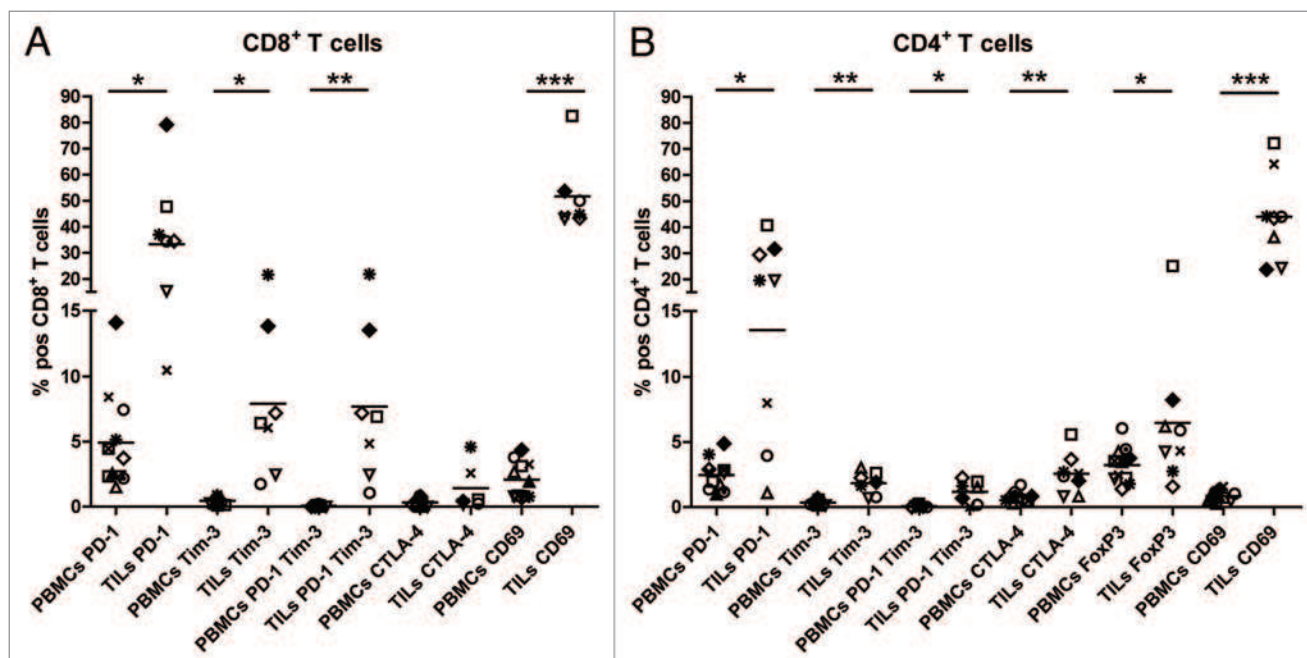 A
CD8+ T cells
* * ** ***
% pos CD8+ T cells
90
80
70
60
50
40
30
20
15
10
5
0
PBMCs PD-1
TILs PD-1
PBMCs Tim-3
TILs Tim-3
PBMCs PD-1 Tim-3
TILs PD-1 Tim-3
PBMCs CTLA-4
TILs CTLA-4
PBMCs CD69
TILs CD69
B
CD4+ T cells
* ** * ** * ***
% pos CD4+ T cells
90
80
70
60
50
40
30
20
15
10
5
0
PBMCs PD-1
TILs PD-1
PBMCs Tim-3
TILs Tim-3
PBMCs PD-1 Tim-3
TILs PD-1 Tim-3
PBMCs CTLA-4
TILs CTLA-4
PBMCs FoxP3
TILs FoxP3
PBMCs CD69
TILs CD69